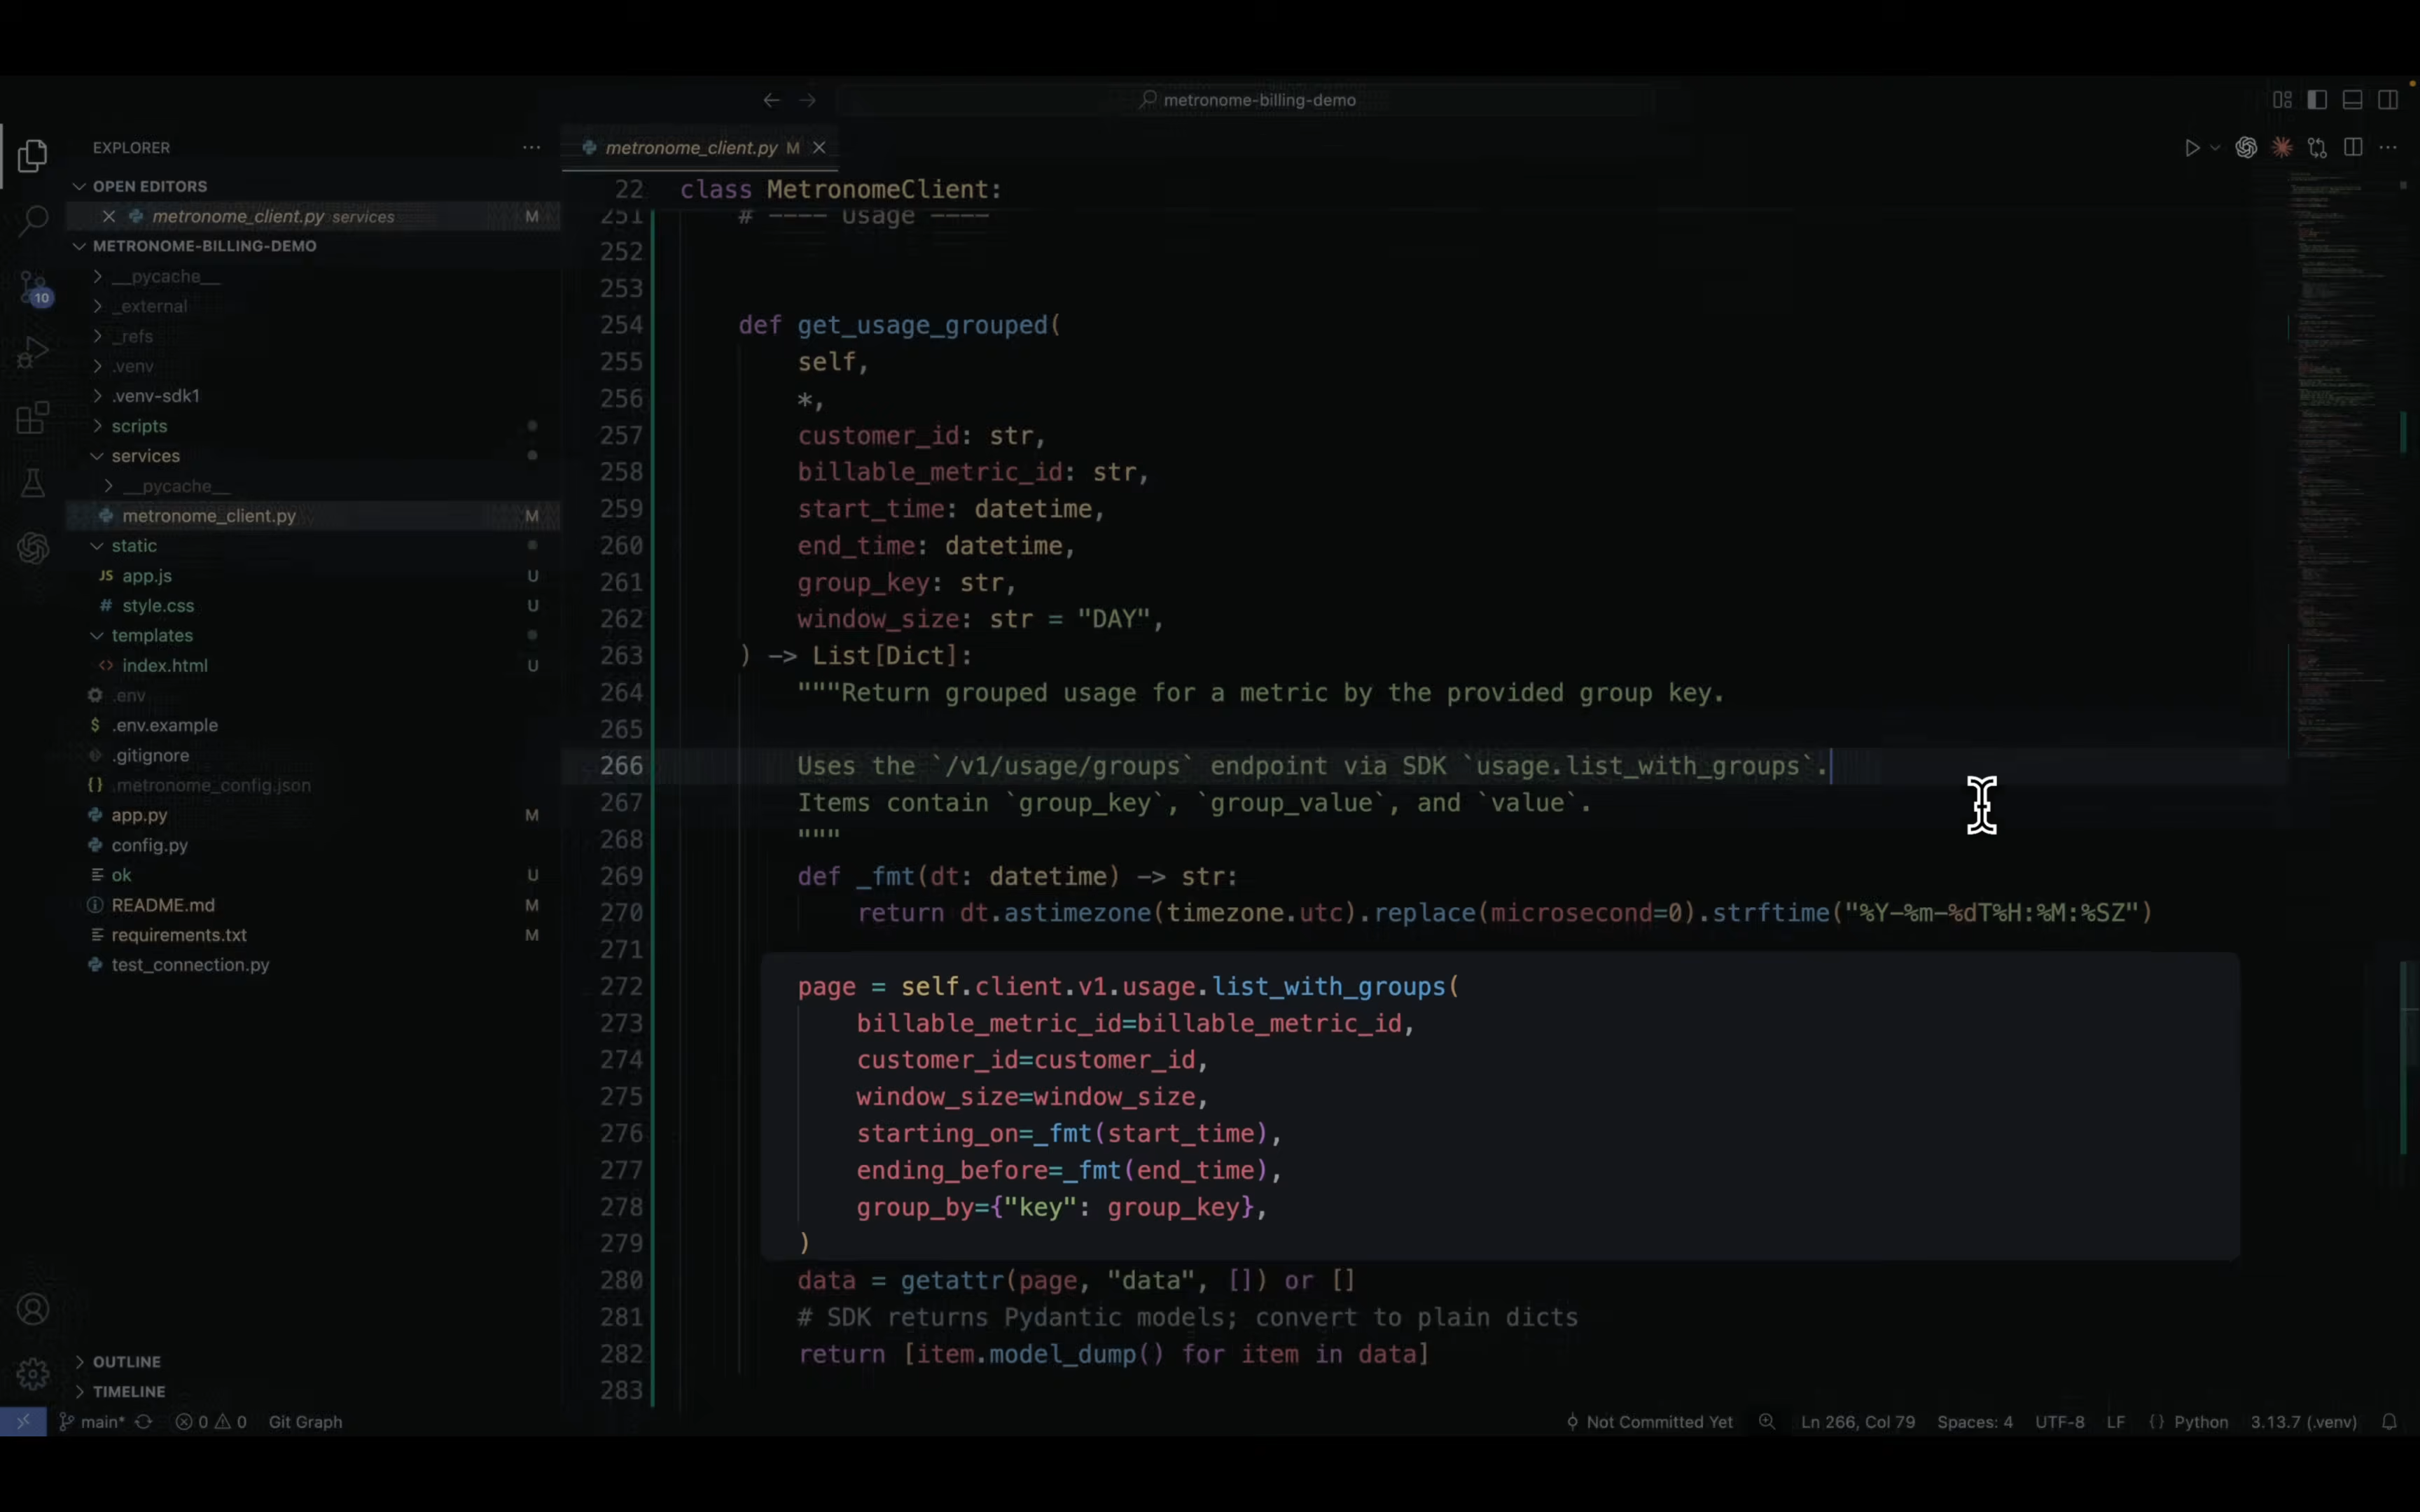 metronome-billing-demo
EXPLORER
metronome_client.py M
OPEN EDITORS
metronome_client.py services M
METRONOME-BILLING-DEMO
__pycache__
_external
_refs
.venv
.venv-sdk1
scripts
services
__pycache__
metronome_client.py M
static
JS app.js U
# style.css U
templates
<> index.html U
.env
$ .env.example
.gitignore
{} .metronome_config.json
app.py M
config.py
ok U
README.md M
requirements.txt M
test_connection.py
OUTLINE
TIMELINE
10
22 class MetronomeClient:
251 # ---- Usage ----
252
253
254 def get_usage_grouped(
255 self,
256 *,
257 customer_id: str,
258 billable_metric_id: str,
259 start_time: datetime,
260 end_time: datetime,
261 group_key: str,
262 window_size: str = "DAY",
263 ) -> List[Dict]:
264 """Return grouped usage for a metric by the provided group key.
265
266 Uses the `/v1/usage/groups` endpoint via SDK `usage.list_with_groups`.
267 Items contain `group_key`, `group_value`, and `value`.
268 """
269 def _fmt(dt: datetime) -> str:
270 return dt.astimezone(timezone.utc).replace(microsecond=0).strftime("%Y-%m-%dT%H:%M:%SZ")
271
272 page = self.client.v1.usage.list_with_groups(
273 billable_metric_id=billable_metric_id,
274 customer_id=customer_id,
275 window_size=window_size,
276 starting_on=_fmt(start_time),
277 ending_before=_fmt(end_time),
278 group_by={"key": group_key},
279 )
280 data = getattr(page, "data", []) or []
281 # SDK returns Pydantic models; convert to plain dicts
282 return [item.model_dump() for item in data]
283
main* 0 0 Git Graph Not Committed Yet Ln 266, Col 79 Spaces: 4 UTF-8 LF {} Python 3.13.7 (.venv)